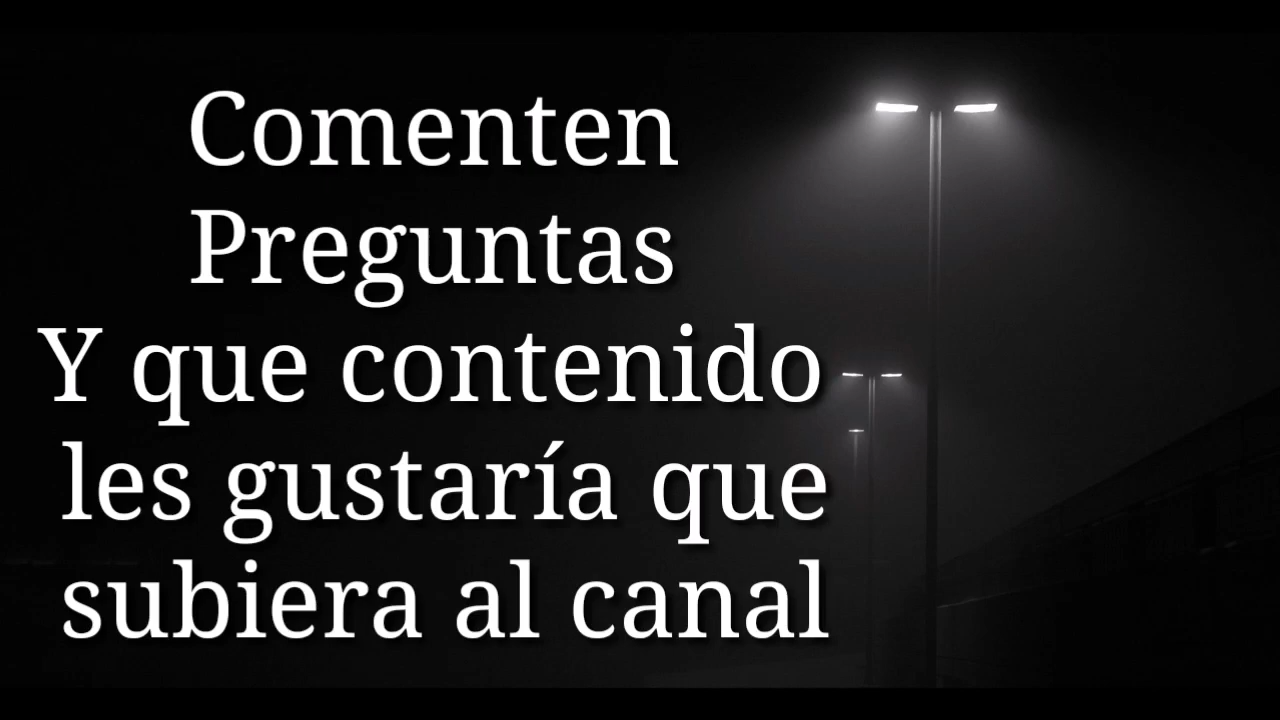 Comenten
Preguntas
Y que contenido
les gustaría que
subiera al canal